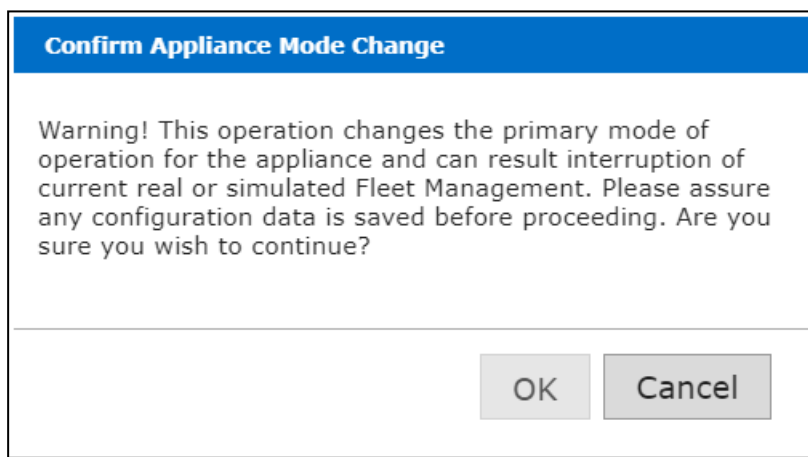 Confirm Appliance Mode Change
Warning! This operation changes the primary mode of
operation for the appliance and can result interruption of
current real or simulated Fleet Management. Please assure
any configuration data is saved before proceeding. Are you
sure you wish to continue?
OK Cancel